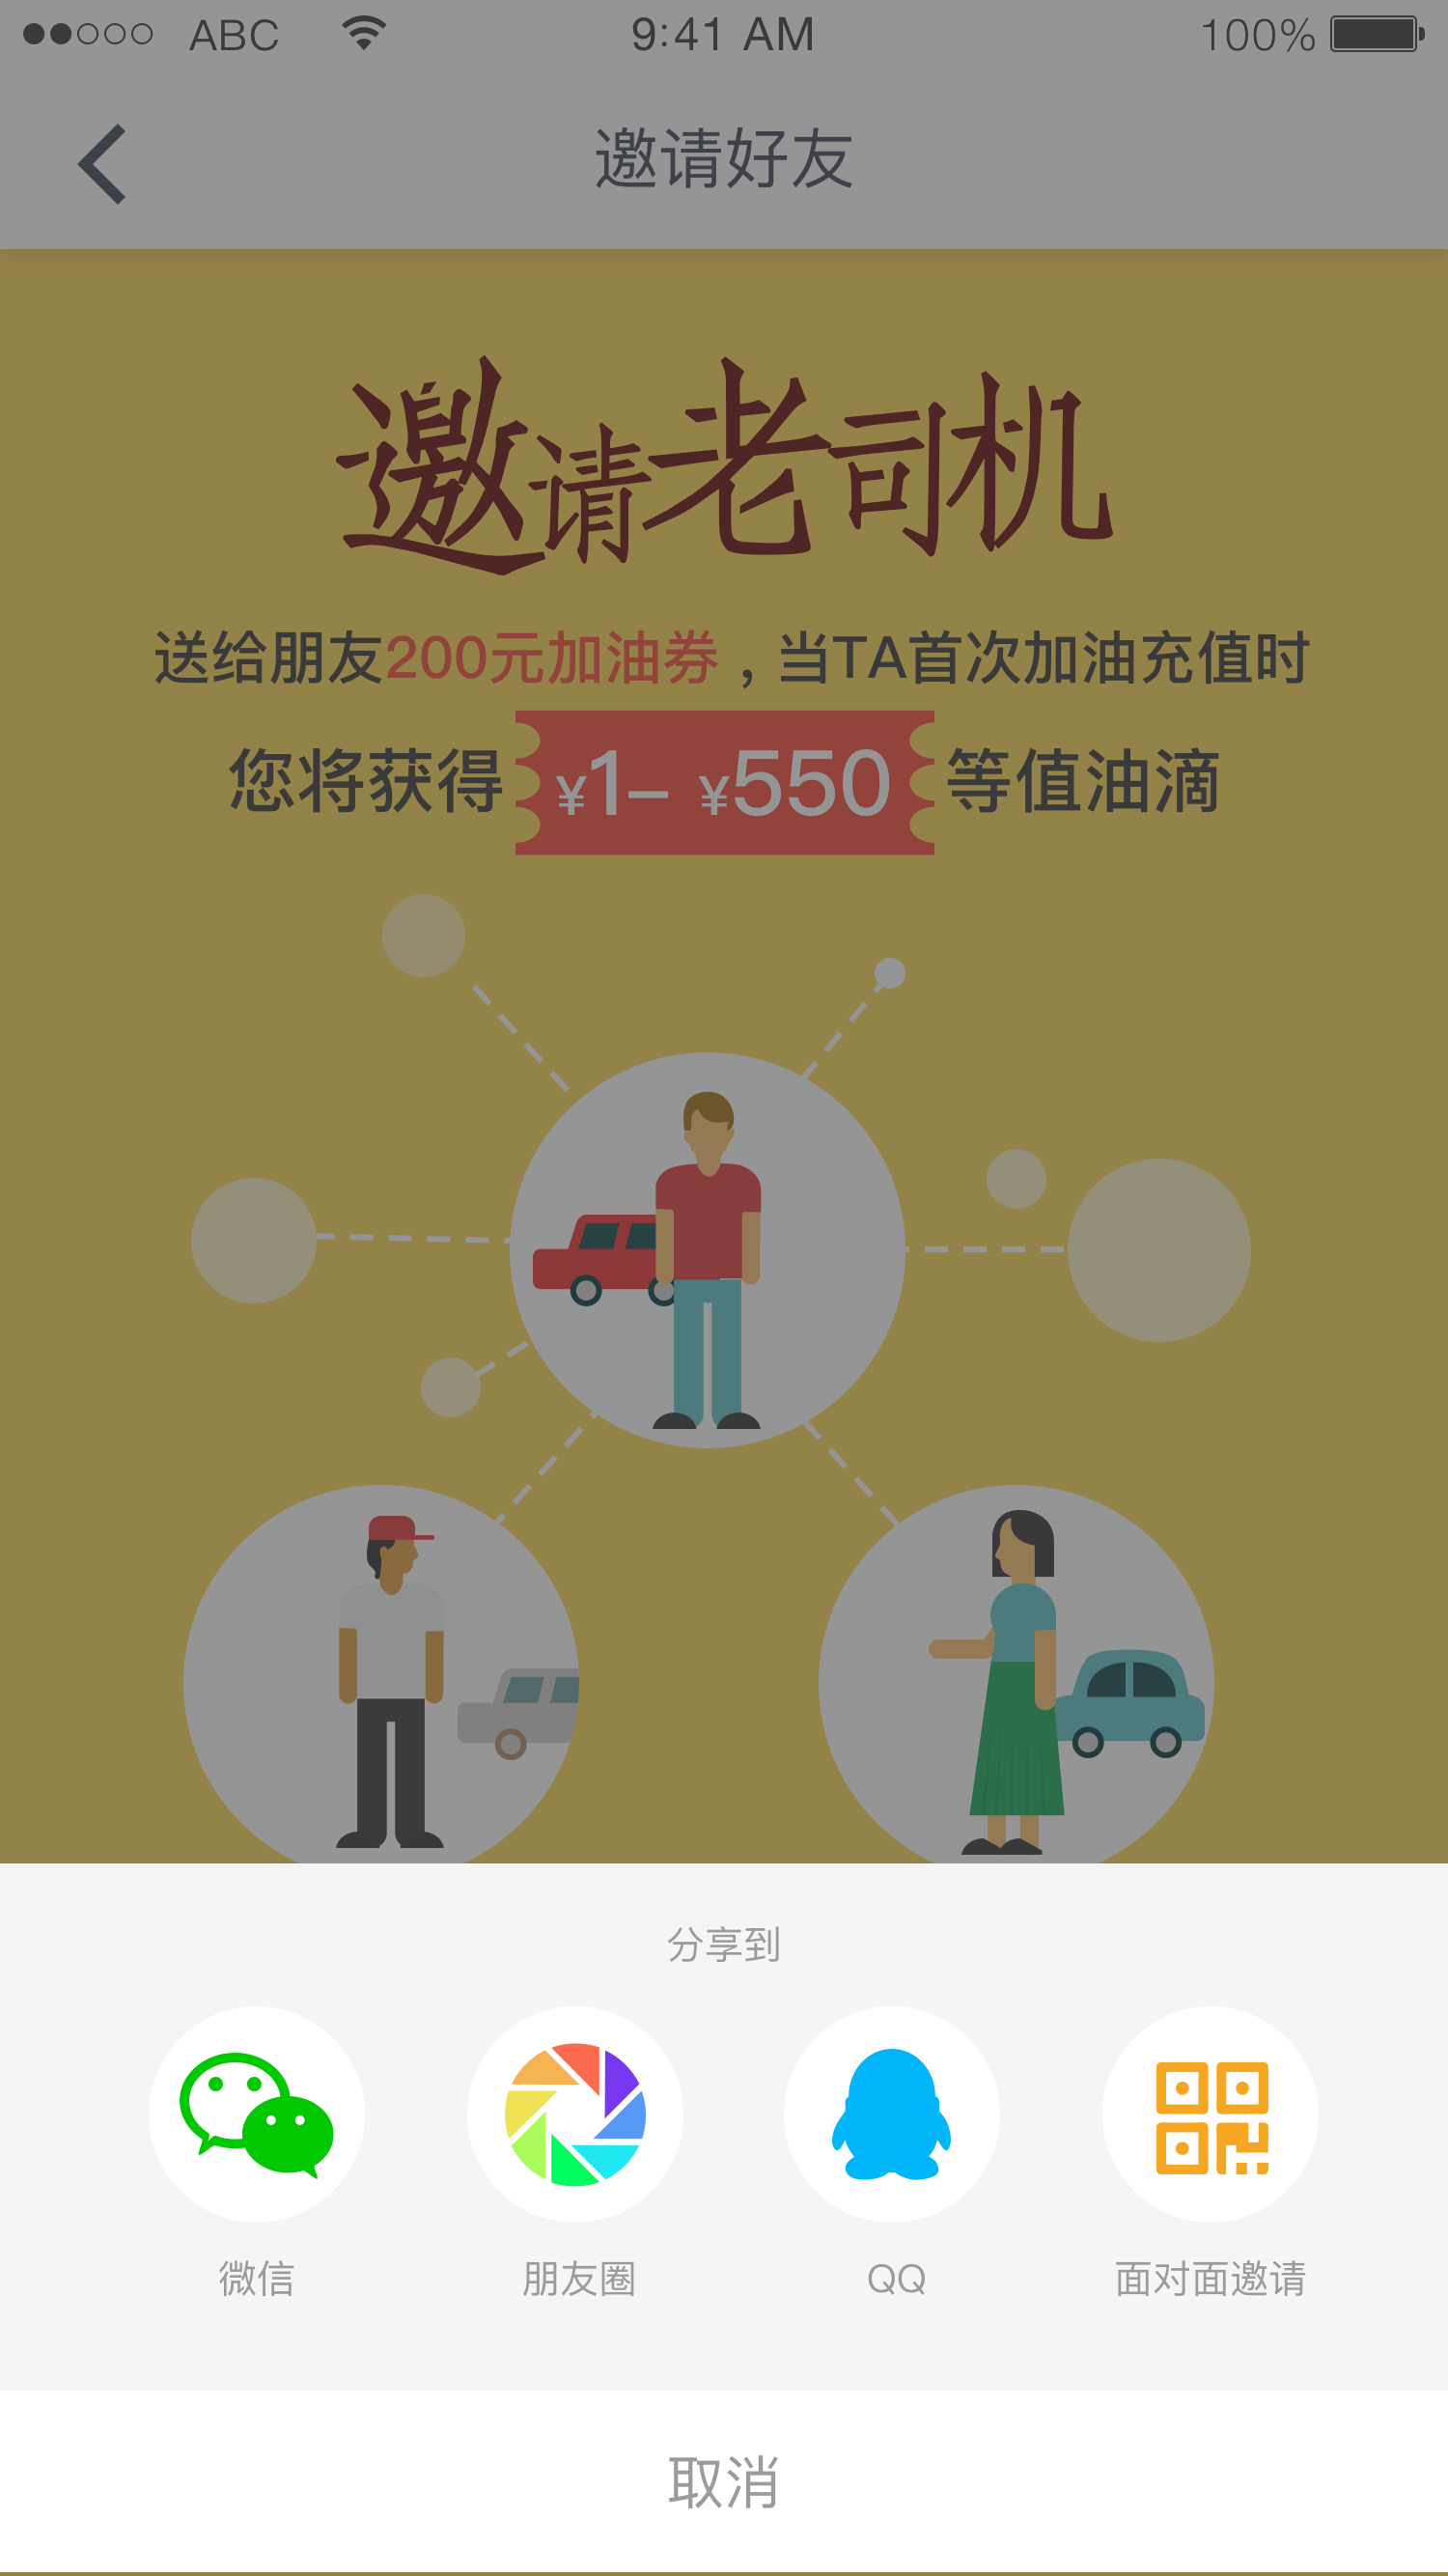 ABC 9:41 AM 100%
邀请好友
邀请老司机
送给朋友200元加油券，当TA首次加油充值时
您将获得 ¥1– ¥550 等值油滴
分享到
微信 朋友圈 QQ 面对面邀请
取消